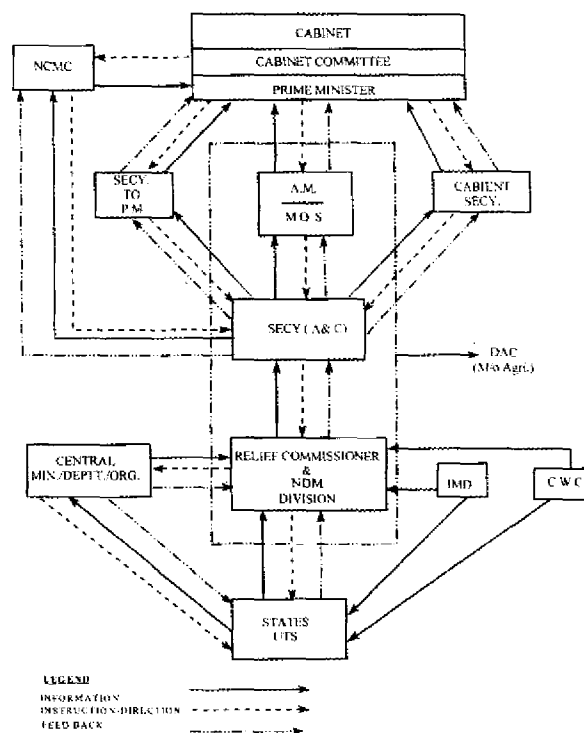 CABINET
CABINET COMMITTEE
PRIME MINISTER
NCMC
SECY.
TO
P.M.
A.M.
M O S
CABIENT
SECY.
SECY ( A& C)
DAC
(M/o Agri.)
CENTRAL
MIN./DEPTT./ORG.
RELIEF COMMISSIONER
&
NDM
DIVISION
IMD
C W C
STATES
UTS
LEGEND
INFORMATION
INSTRUCTION-DIRECTION
FEED BACK